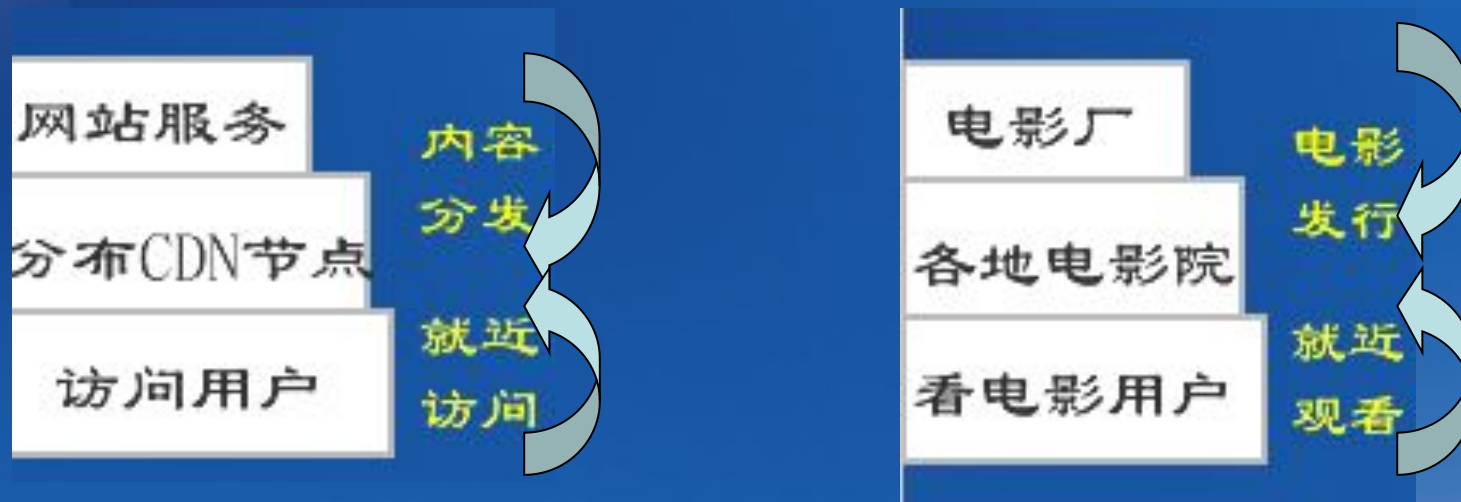 网站服务
分布CDN节点
访问用户
内容
分发
就近
访问
电影厂
各地电影院
看电影用户
电影
发行
就近
观看